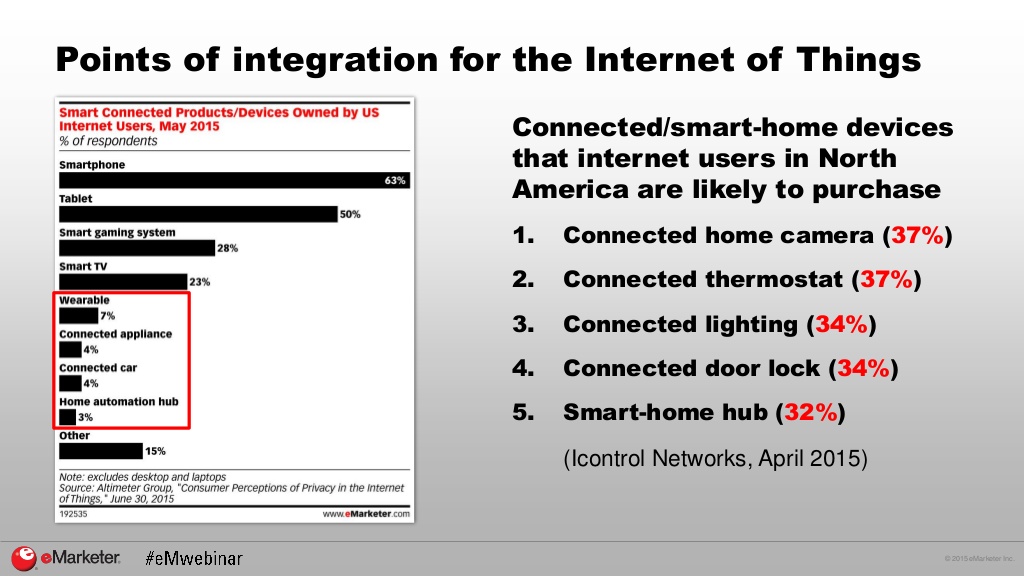 Points of integration for the Internet of Things
Smart Connected Products/Devices Owned by US
Internet Users, May 2015
% of respondents
Smartphone
63%
Tablet
50%
Smart gaming system
28%
Smart TV
23%
Wearable
7%
Connected appliance
4%
Connected car
4%
Home automation hub
3%
Other
15%
Note: excludes desktop and laptops
Source: Altimeter Group, "Consumer Perceptions of Privacy in the Internet
of Things," June 30, 2015
192535 www.eMarketer.com
Connected/smart-home devices
that internet users in North
America are likely to purchase
1. Connected home camera (37%)
2. Connected thermostat (37%)
3. Connected lighting (34%)
4. Connected door lock (34%)
5. Smart-home hub (32%)
(Icontrol Networks, April 2015)
eMarketer. #eMwebinar
© 2015 eMarketer Inc.